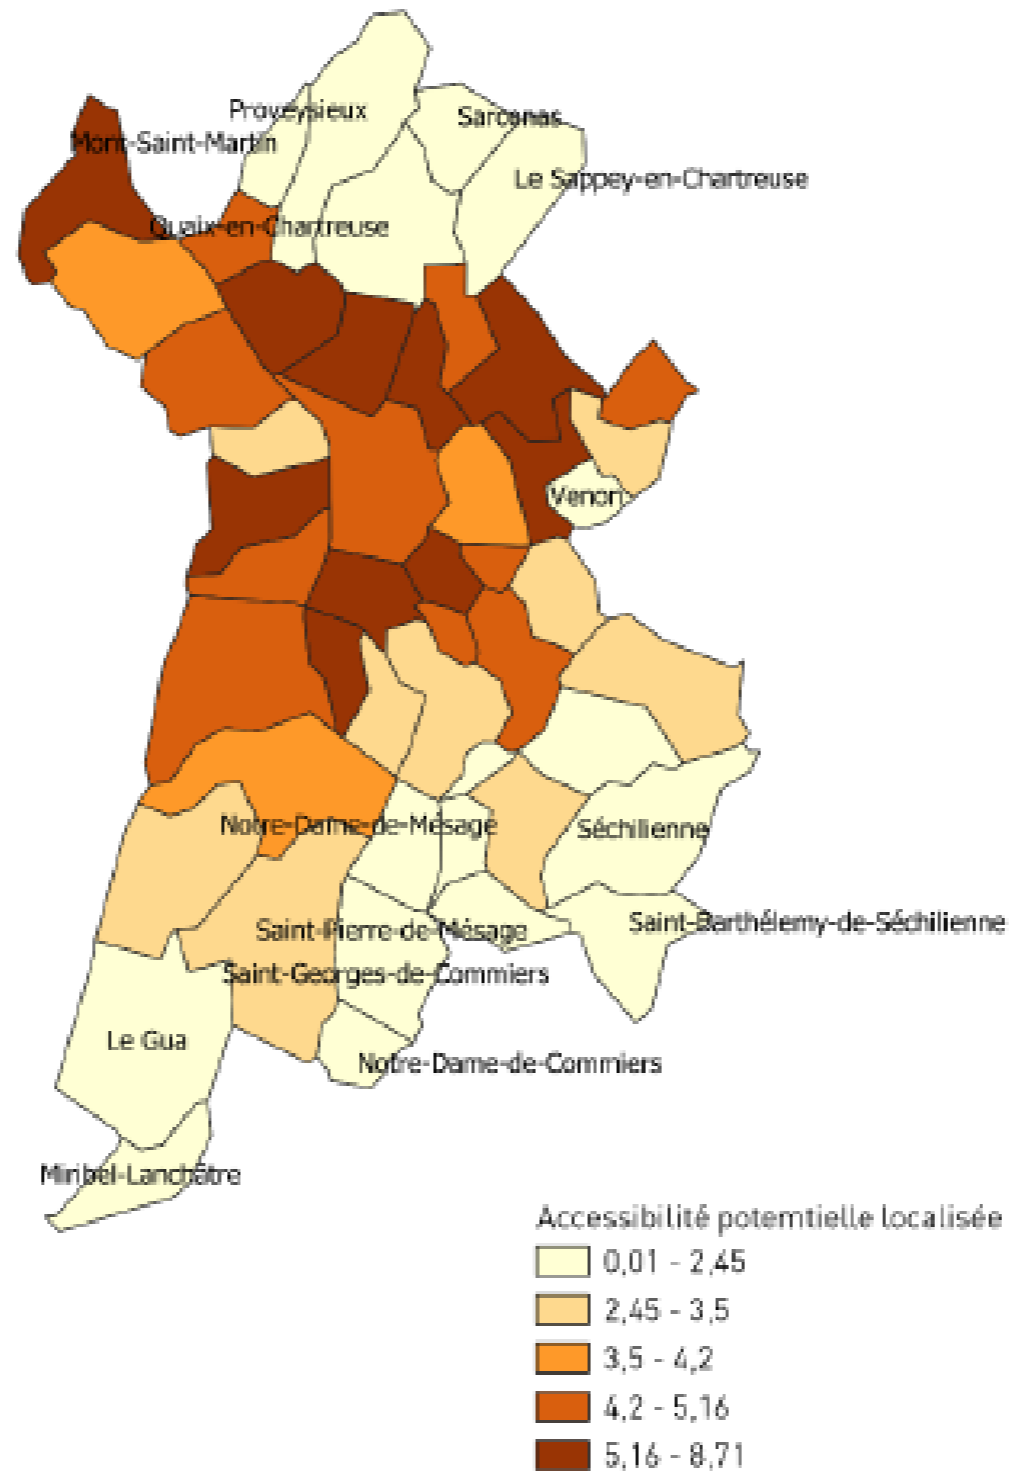 Proveysieux
Sarcenas
Mont-Saint-Martin
Le Sappey-en-Chartreuse
Quaix-en-Chartreuse
Venon
Notre-Dame-de-Mésage
Séchilienne
Saint-Barthélemy-de-Séchilienne
Saint-Pierre-de-Mésage
Saint-Georges-de-Commiers
Le Gua
Notre-Dame-de-Commiers
Miribel-Lanchâtre
Accessibilité potemtielle localisée
0,01 - 2,45
2,45 - 3,5
3,5 - 4,2
4,2 - 5,16
5,16 - 8,71